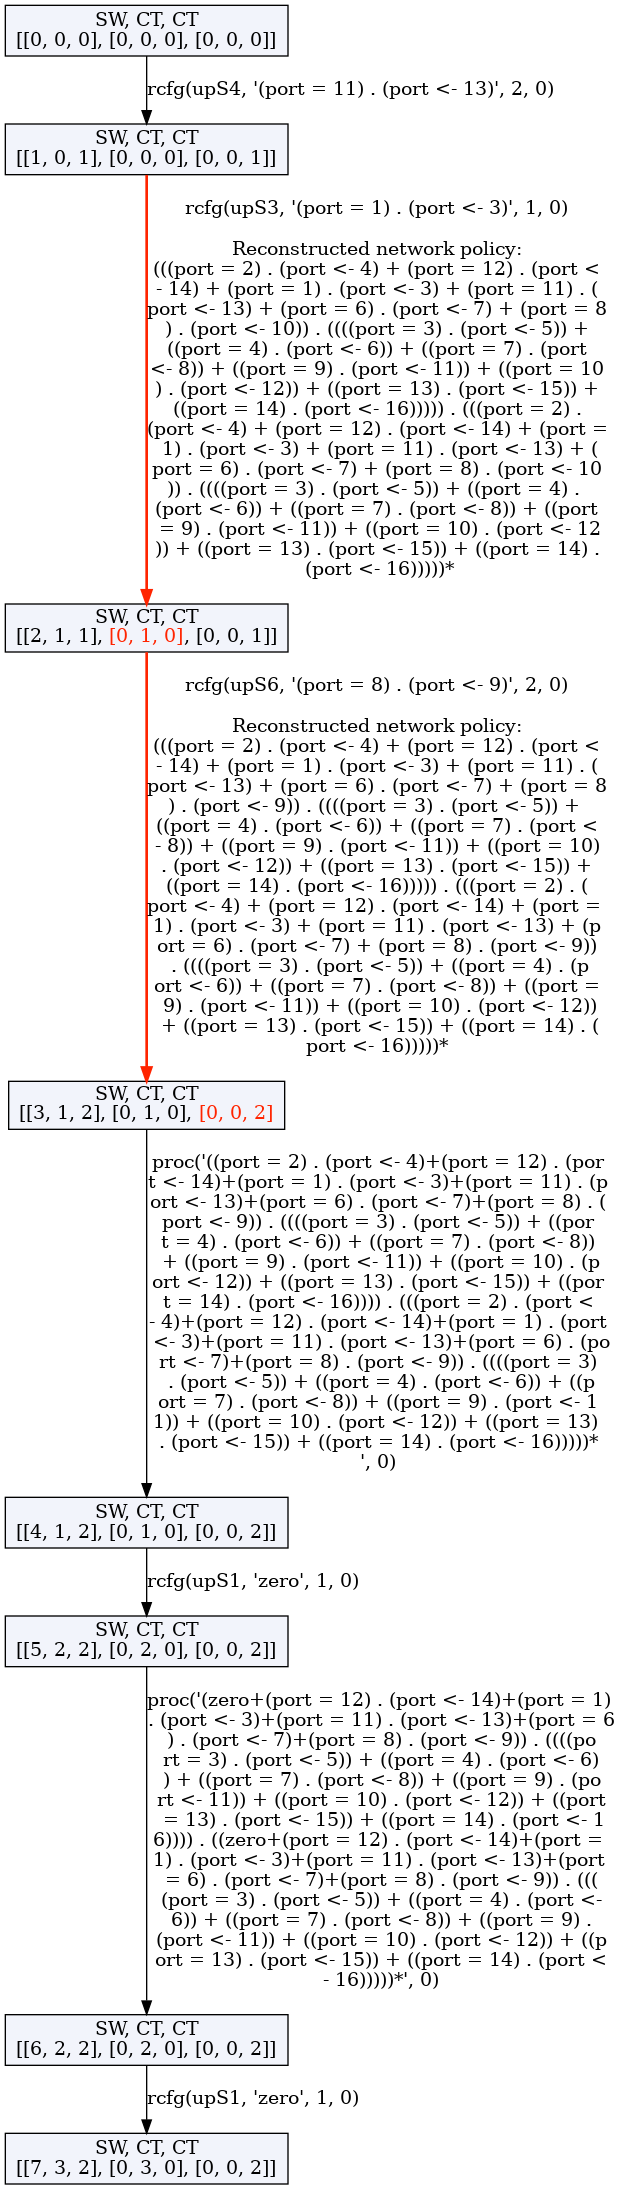 SW, CT, CT
[[0, 0, 0], [0, 0, 0], [0, 0, 0]]
rcfg(upS4, '(port = 11) . (port <- 13)', 2, 0)
SW, CT, CT
[[1, 0, 1], [0, 0, 0], [0, 0, 1]]
rcfg(upS3, '(port = 1) . (port <- 3)', 1, 0)
Reconstructed network policy:
(((port = 2) . (port <- 4) + (port = 12) . (port <
- 14) + (port = 1) . (port <- 3) + (port = 11) . (
port <- 13) + (port = 6) . (port <- 7) + (port = 8
) . (port <- 10)) . ((((port = 3) . (port <- 5)) +
((port = 4) . (port <- 6)) + ((port = 7) . (port
<- 8)) + ((port = 9) . (port <- 11)) + ((port = 10
) . (port <- 12)) + ((port = 13) . (port <- 15)) +
((port = 14) . (port <- 16))))) . (((port = 2) .
(port <- 4) + (port = 12) . (port <- 14) + (port =
1) . (port <- 3) + (port = 11) . (port <- 13) + (
port = 6) . (port <- 7) + (port = 8) . (port <- 10
)) . ((((port = 3) . (port <- 5)) + ((port = 4) .
(port <- 6)) + ((port = 7) . (port <- 8)) + ((port
= 9) . (port <- 11)) + ((port = 10) . (port <- 12
)) + ((port = 13) . (port <- 15)) + ((port = 14) .
(port <- 16)))))*
SW, CT, CT
[[2, 1, 1], [0, 1, 0], [0, 0, 1]]
rcfg(upS6, '(port = 8) . (port <- 9)', 2, 0)
Reconstructed network policy:
(((port = 2) . (port <- 4) + (port = 12) . (port <
- 14) + (port = 1) . (port <- 3) + (port = 11) . (
port <- 13) + (port = 6) . (port <- 7) + (port = 8
) . (port <- 9)) . ((((port = 3) . (port <- 5)) +
((port = 4) . (port <- 6)) + ((port = 7) . (port <
- 8)) + ((port = 9) . (port <- 11)) + ((port = 10)
. (port <- 12)) + ((port = 13) . (port <- 15)) +
((port = 14) . (port <- 16))))) . (((port = 2) . (
port <- 4) + (port = 12) . (port <- 14) + (port =
1) . (port <- 3) + (port = 11) . (port <- 13) + (p
ort = 6) . (port <- 7) + (port = 8) . (port <- 9))
. ((((port = 3) . (port <- 5)) + ((port = 4) . (p
ort <- 6)) + ((port = 7) . (port <- 8)) + ((port =
9) . (port <- 11)) + ((port = 10) . (port <- 12))
+ ((port = 13) . (port <- 15)) + ((port = 14) . (
port <- 16)))))*
SW, CT, CT
[[3, 1, 2], [0, 1, 0], [0, 0, 2]]
proc('((port = 2) . (port <- 4)+(port = 12) . (por
t <- 14)+(port = 1) . (port <- 3)+(port = 11) . (p
ort <- 13)+(port = 6) . (port <- 7)+(port = 8) . (
port <- 9)) . ((((port = 3) . (port <- 5)) + ((por
t = 4) . (port <- 6)) + ((port = 7) . (port <- 8))
+ ((port = 9) . (port <- 11)) + ((port = 10) . (p
ort <- 12)) + ((port = 13) . (port <- 15)) + ((por
t = 14) . (port <- 16)))) . (((port = 2) . (port <
- 4)+(port = 12) . (port <- 14)+(port = 1) . (port
<- 3)+(port = 11) . (port <- 13)+(port = 6) . (po
rt <- 7)+(port = 8) . (port <- 9)) . ((((port = 3)
. (port <- 5)) + ((port = 4) . (port <- 6)) + ((p
ort = 7) . (port <- 8)) + ((port = 9) . (port <- 1
1)) + ((port = 10) . (port <- 12)) + ((port = 13)
. (port <- 15)) + ((port = 14) . (port <- 16)))))*
', 0)
SW, CT, CT
[[4, 1, 2], [0, 1, 0], [0, 0, 2]]
rcfg(upS1, 'zero', 1, 0)
SW, CT, CT
[[5, 2, 2], [0, 2, 0], [0, 0, 2]]
proc('(zero+(port = 12) . (port <- 14)+(port = 1)
. (port <- 3)+(port = 11) . (port <- 13)+(port = 6
) . (port <- 7)+(port = 8) . (port <- 9)) . ((((po
rt = 3) . (port <- 5)) + ((port = 4) . (port <- 6)
) + ((port = 7) . (port <- 8)) + ((port = 9) . (po
rt <- 11)) + ((port = 10) . (port <- 12)) + ((port
= 13) . (port <- 15)) + ((port = 14) . (port <- 1
6)))) . ((zero+(port = 12) . (port <- 14)+(port =
1) . (port <- 3)+(port = 11) . (port <- 13)+(port
= 6) . (port <- 7)+(port = 8) . (port <- 9)) . (((
(port = 3) . (port <- 5)) + ((port = 4) . (port <-
6)) + ((port = 7) . (port <- 8)) + ((port = 9) .
(port <- 11)) + ((port = 10) . (port <- 12)) + ((p
ort = 13) . (port <- 15)) + ((port = 14) . (port <
- 16)))))*', 0)
SW, CT, CT
[[6, 2, 2], [0, 2, 0], [0, 0, 2]]
rcfg(upS1, 'zero', 1, 0)
SW, CT, CT
[[7, 3, 2], [0, 3, 0], [0, 0, 2]]